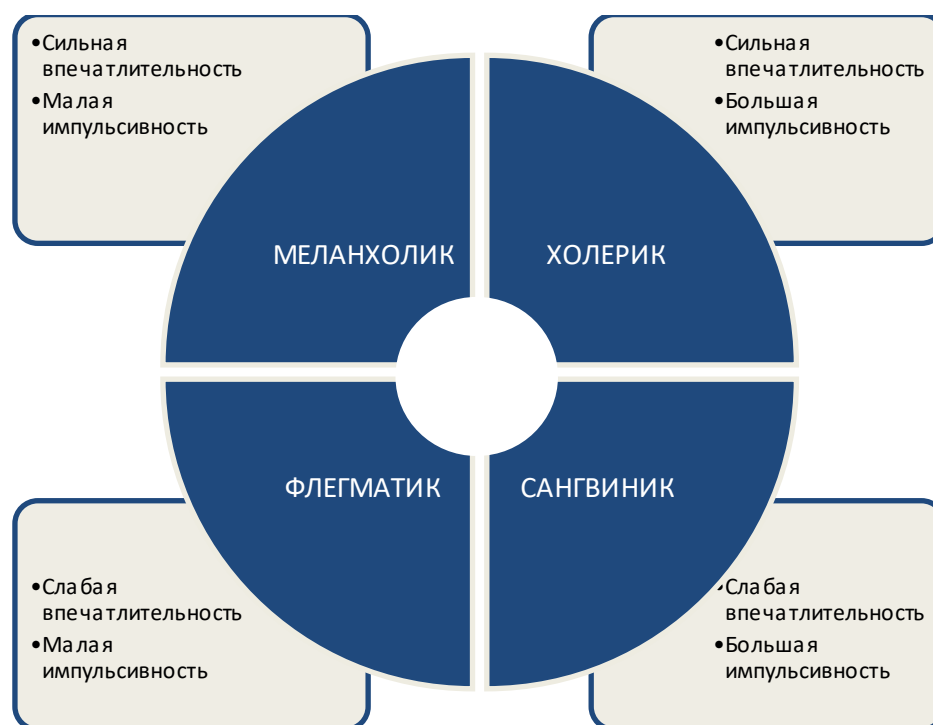 •Сильная
впечатлительность
•Малая
импульсивность
•Сильная
впечатлительность
•Большая
импульсивность
МЕЛАНХОЛИК
ХОЛЕРИК
ФЛЕГМАТИК
САНГВИНИК
•Слабая
впечатлительность
•Малая
импульсивность
•Слабая
впечатлительность
•Большая
импульсивность